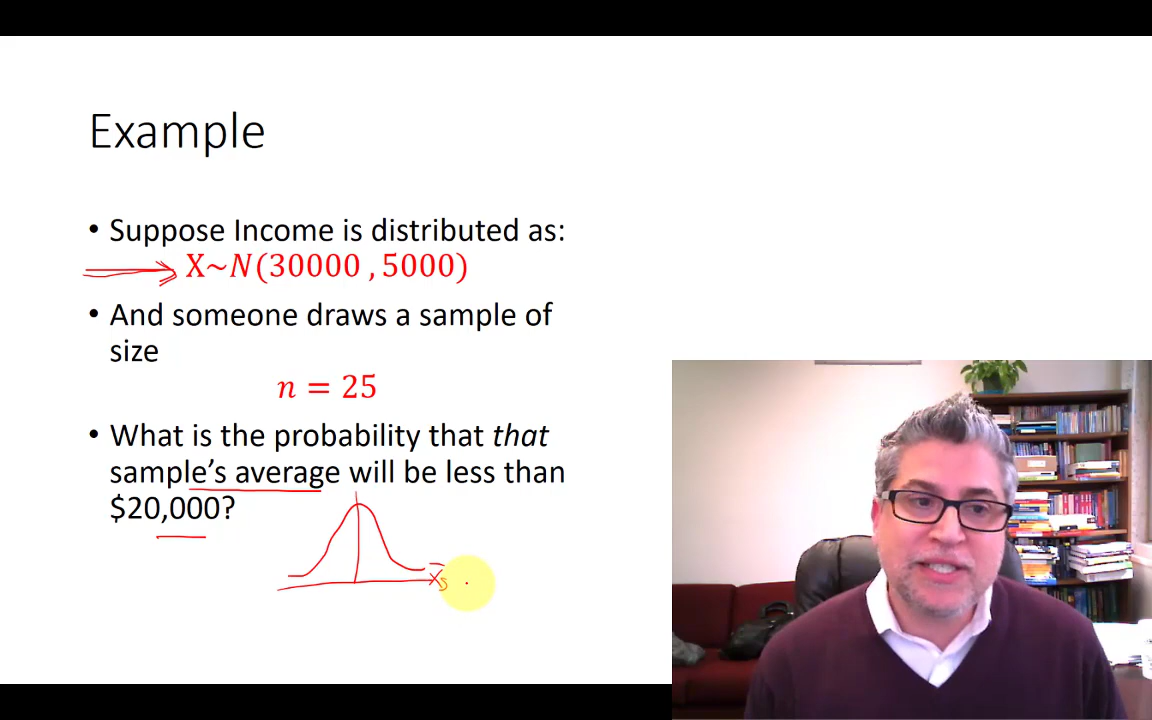 Example
• Suppose Income is distributed as:
X~N(30000 , 5000)
• And someone draws a sample of
size
n = 25
• What is the probability that that
sample’s average will be less than
$20,000?